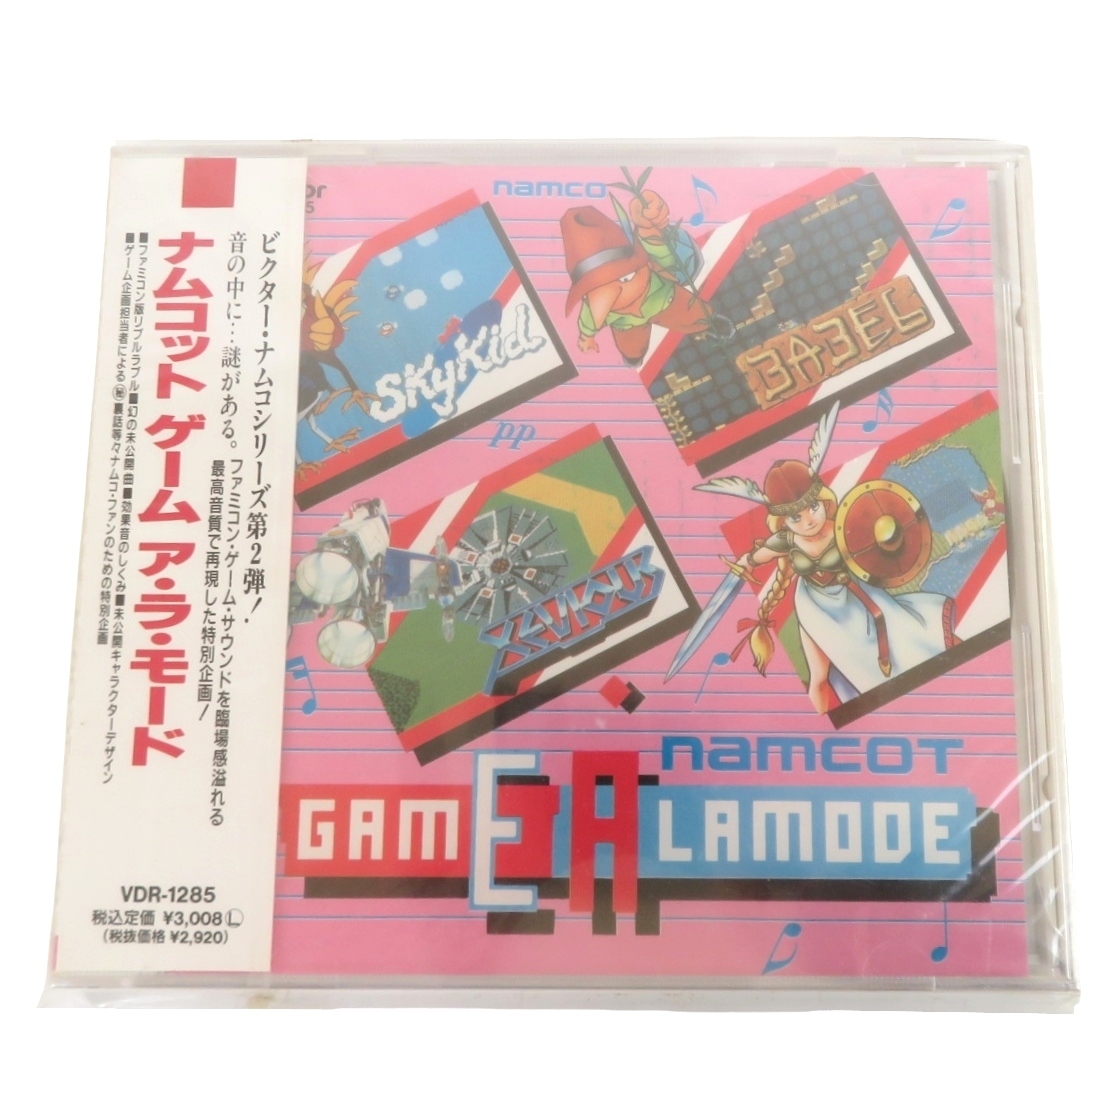 ビクター・ナムコシリーズ第2弾！
音の中に…謎がある。
ファミコン・ゲーム・サウンドを臨場感溢れる
最高音質で再現した特別企画！
ナムコット ゲーム ア・ラ・モード
■ファミコン版リブルラブル■幻の未公開曲■効果音のしくみ■未公開キャラクターデザイン
■ゲーム企画担当者による㊙裏話等々ナムコ・ファンのための特別企画
VDR-1285
税込定価 ¥3,008Ⓛ
(税抜価格 ¥2,920)
or
5
namco
SKyKid
BABEL
pp
XEVIOUS
namcot
GAME A LAMODE